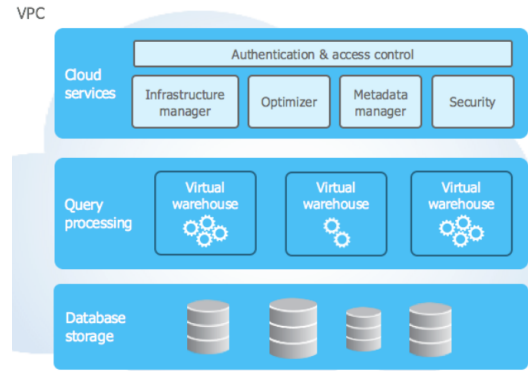 VPC
Cloud
services
Authentication & access control
Infrastructure
manager
Optimizer
Metadata
manager
Security
Query
processing
Virtual
warehouse
Virtual
warehouse
Virtual
warehouse
Database
storage